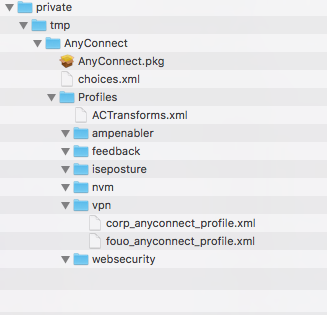 private
tmp
AnyConnect
AnyConnect.pkg
choices.xml
Profiles
ACTransforms.xml
ampenabler
feedback
iseposture
nvm
vpn
corp_anyconnect_profile.xml
fouo_anyconnect_profile.xml
websecurity